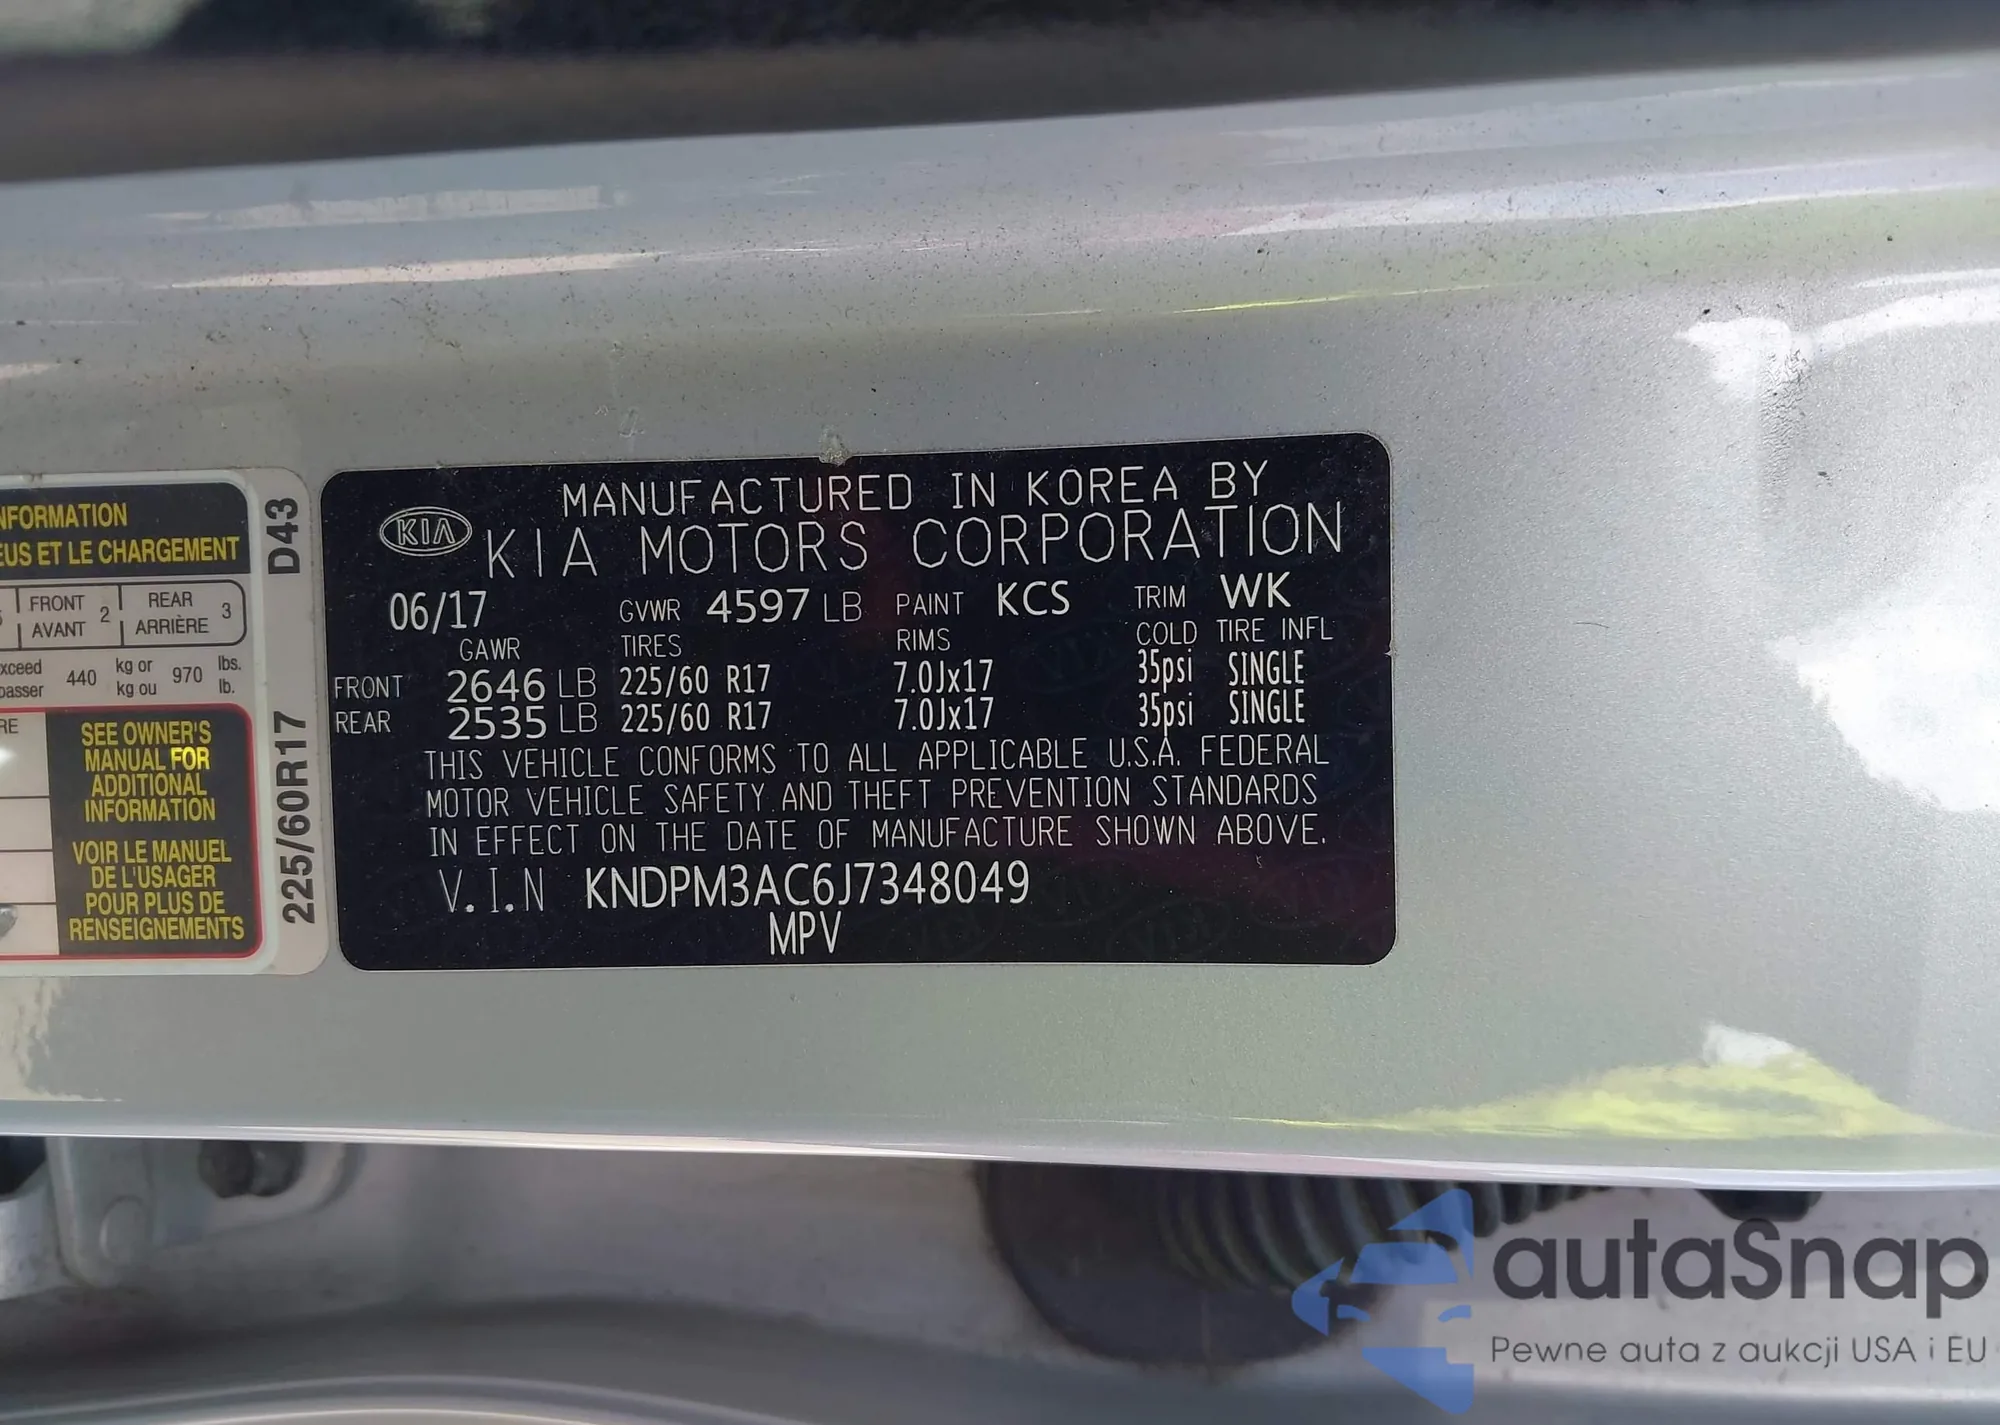 NFORMATION
EUS ET LE CHARGEMENT
FRONT 2 REAR 3
AVANT ARRIÈRE
xceed 440 kg or 970 lbs.
passer kg ou lb.
RE
SEE OWNER'S
MANUAL FOR
ADDITIONAL
INFORMATION
VOIR LE MANUEL
DE L'USAGER
POUR PLUS DE
RENSEIGNEMENTS
D43
225/60R17
MANUFACTURED IN KOREA BY
KIA KIA MOTORS CORPORATION
06/17 GVWR 4597 LB PAINT KCS TRIM WK
GAWR TIRES RIMS COLD TIRE INFL
FRONT 2646 LB 225/60 R17 7.0Jx17 35psi SINGLE
REAR 2535 LB 225/60 R17 7.0Jx17 35psi SINGLE
THIS VEHICLE CONFORMS TO ALL APPLICABLE U.S.A. FEDERAL
MOTOR VEHICLE SAFETY AND THEFT PREVENTION STANDARDS
IN EFFECT ON THE DATE OF MANUFACTURE SHOWN ABOVE.
V.I.N KNDPM3AC6J7348049
MPV
autaSnap
Pewne auta z aukcji USA i EU